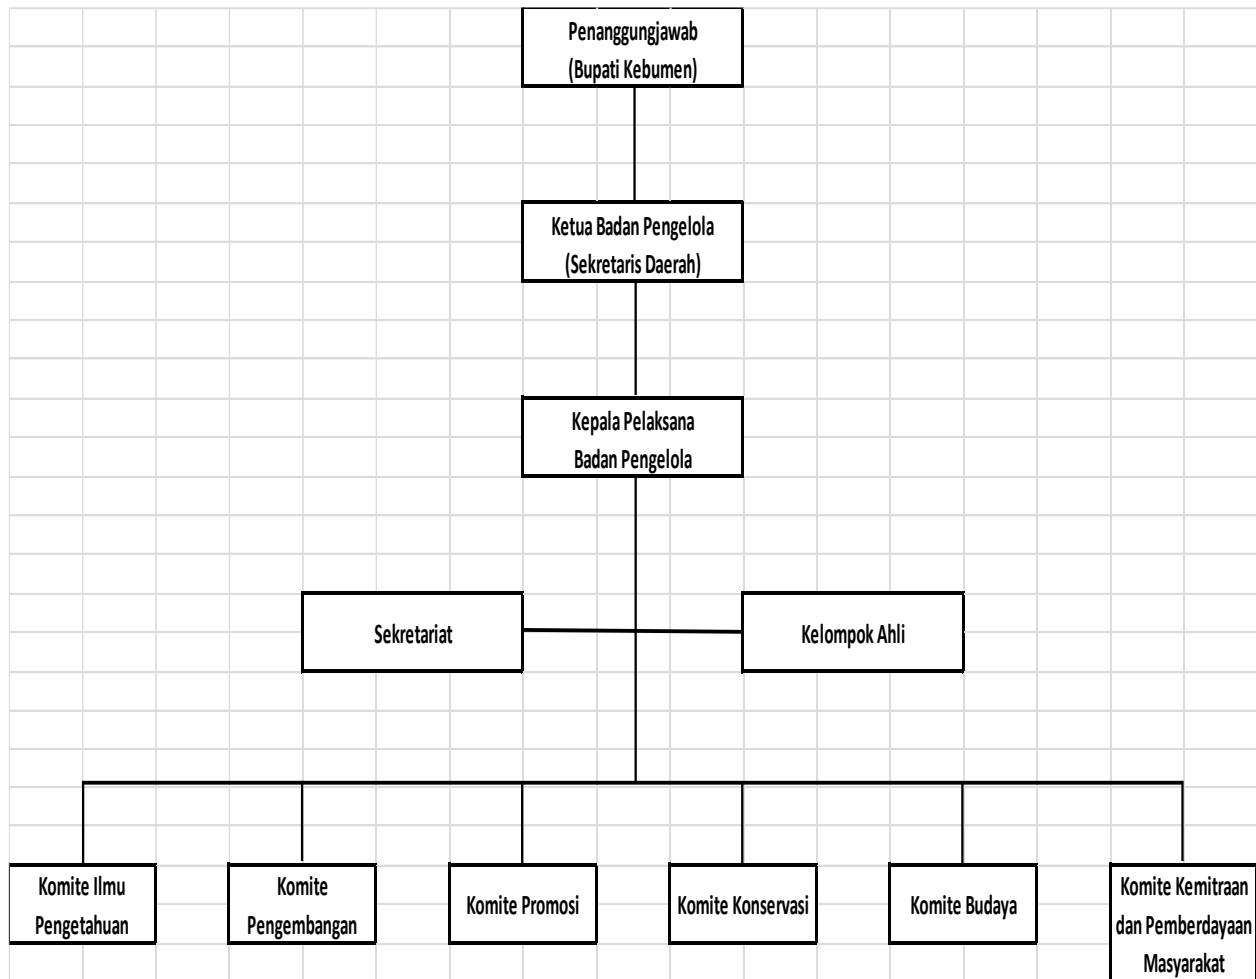 Penanggungjawab
(Bupati Kebumen)
Ketua Badan Pengelola
(Sekretaris Daerah)
Kepala Pelaksana
Badan Pengelola
Sekretariat
Kelompok Ahli
Komite Ilmu
Pengetahuan
Komite
Pengembangan
Komite Promosi
Komite Konservasi
Komite Budaya
Komite Kemitraan
dan Pemberdayaan
Masyarakat